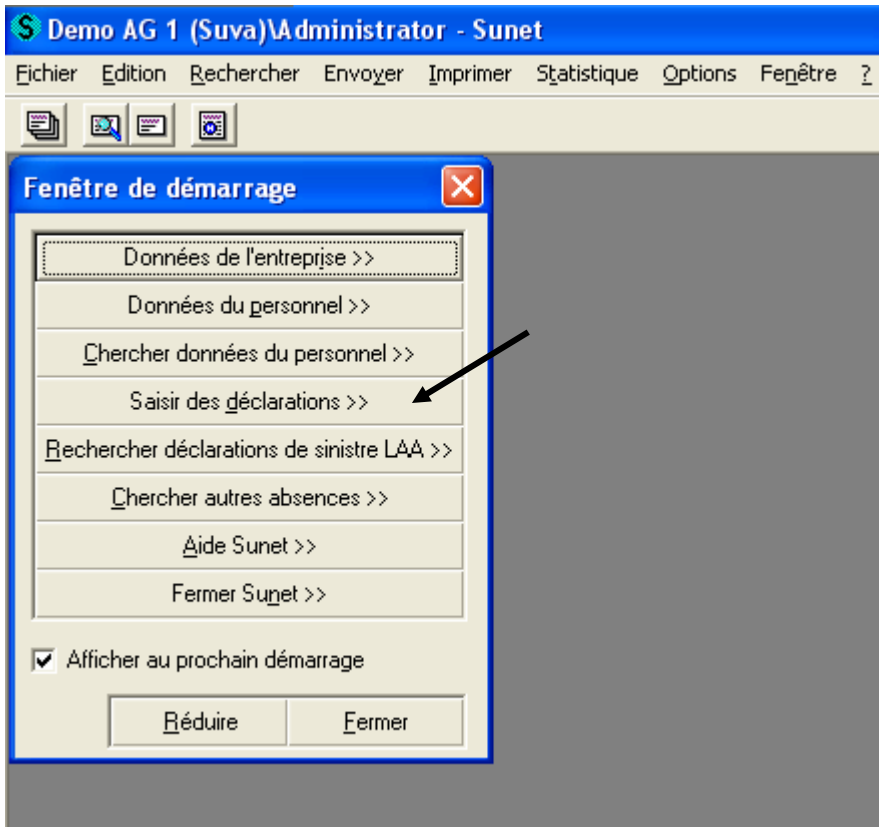 Demo AG 1 (Suva)\Administrator - Sunet
Fichier Edition Rechercher Envoyer Imprimer Statistique Options Fenêtre ?
Fenêtre de démarrage
Données de l'entreprise >>
Données du personnel >>
Chercher données du personnel >>
Saisir des déclarations >>
Rechercher déclarations de sinistre LAA >>
Chercher autres absences >>
Aide Sunet >>
Fermer Sunet >>
Afficher au prochain démarrage
Réduire Fermer